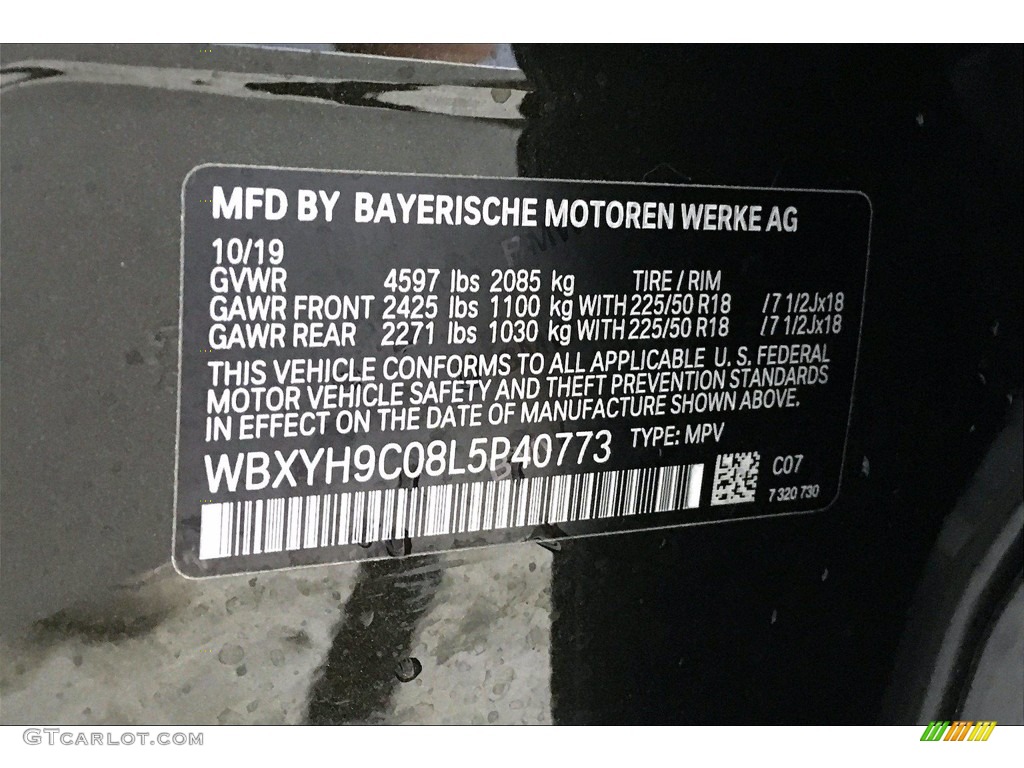 MFD BY BAYERISCHE MOTOREN WERKE AG
10/19
GVWR 4597 lbs 2085 kg TIRE / RIM
GAWR FRONT 2425 lbs 1100 kg WITH 225/50 R18 /7 1/2Jx18
GAWR REAR 2271 lbs 1030 kg WITH 225/50 R18 /7 1/2Jx18
THIS VEHICLE CONFORMS TO ALL APPLICABLE U. S. FEDERAL
MOTOR VEHICLE SAFETY AND THEFT PREVENTION STANDARDS
IN EFFECT ON THE DATE OF MANUFACTURE SHOWN ABOVE.
WBXYH9C08L5P40773 TYPE: MPV
C07
7 320 730
GTCARLOT.COM